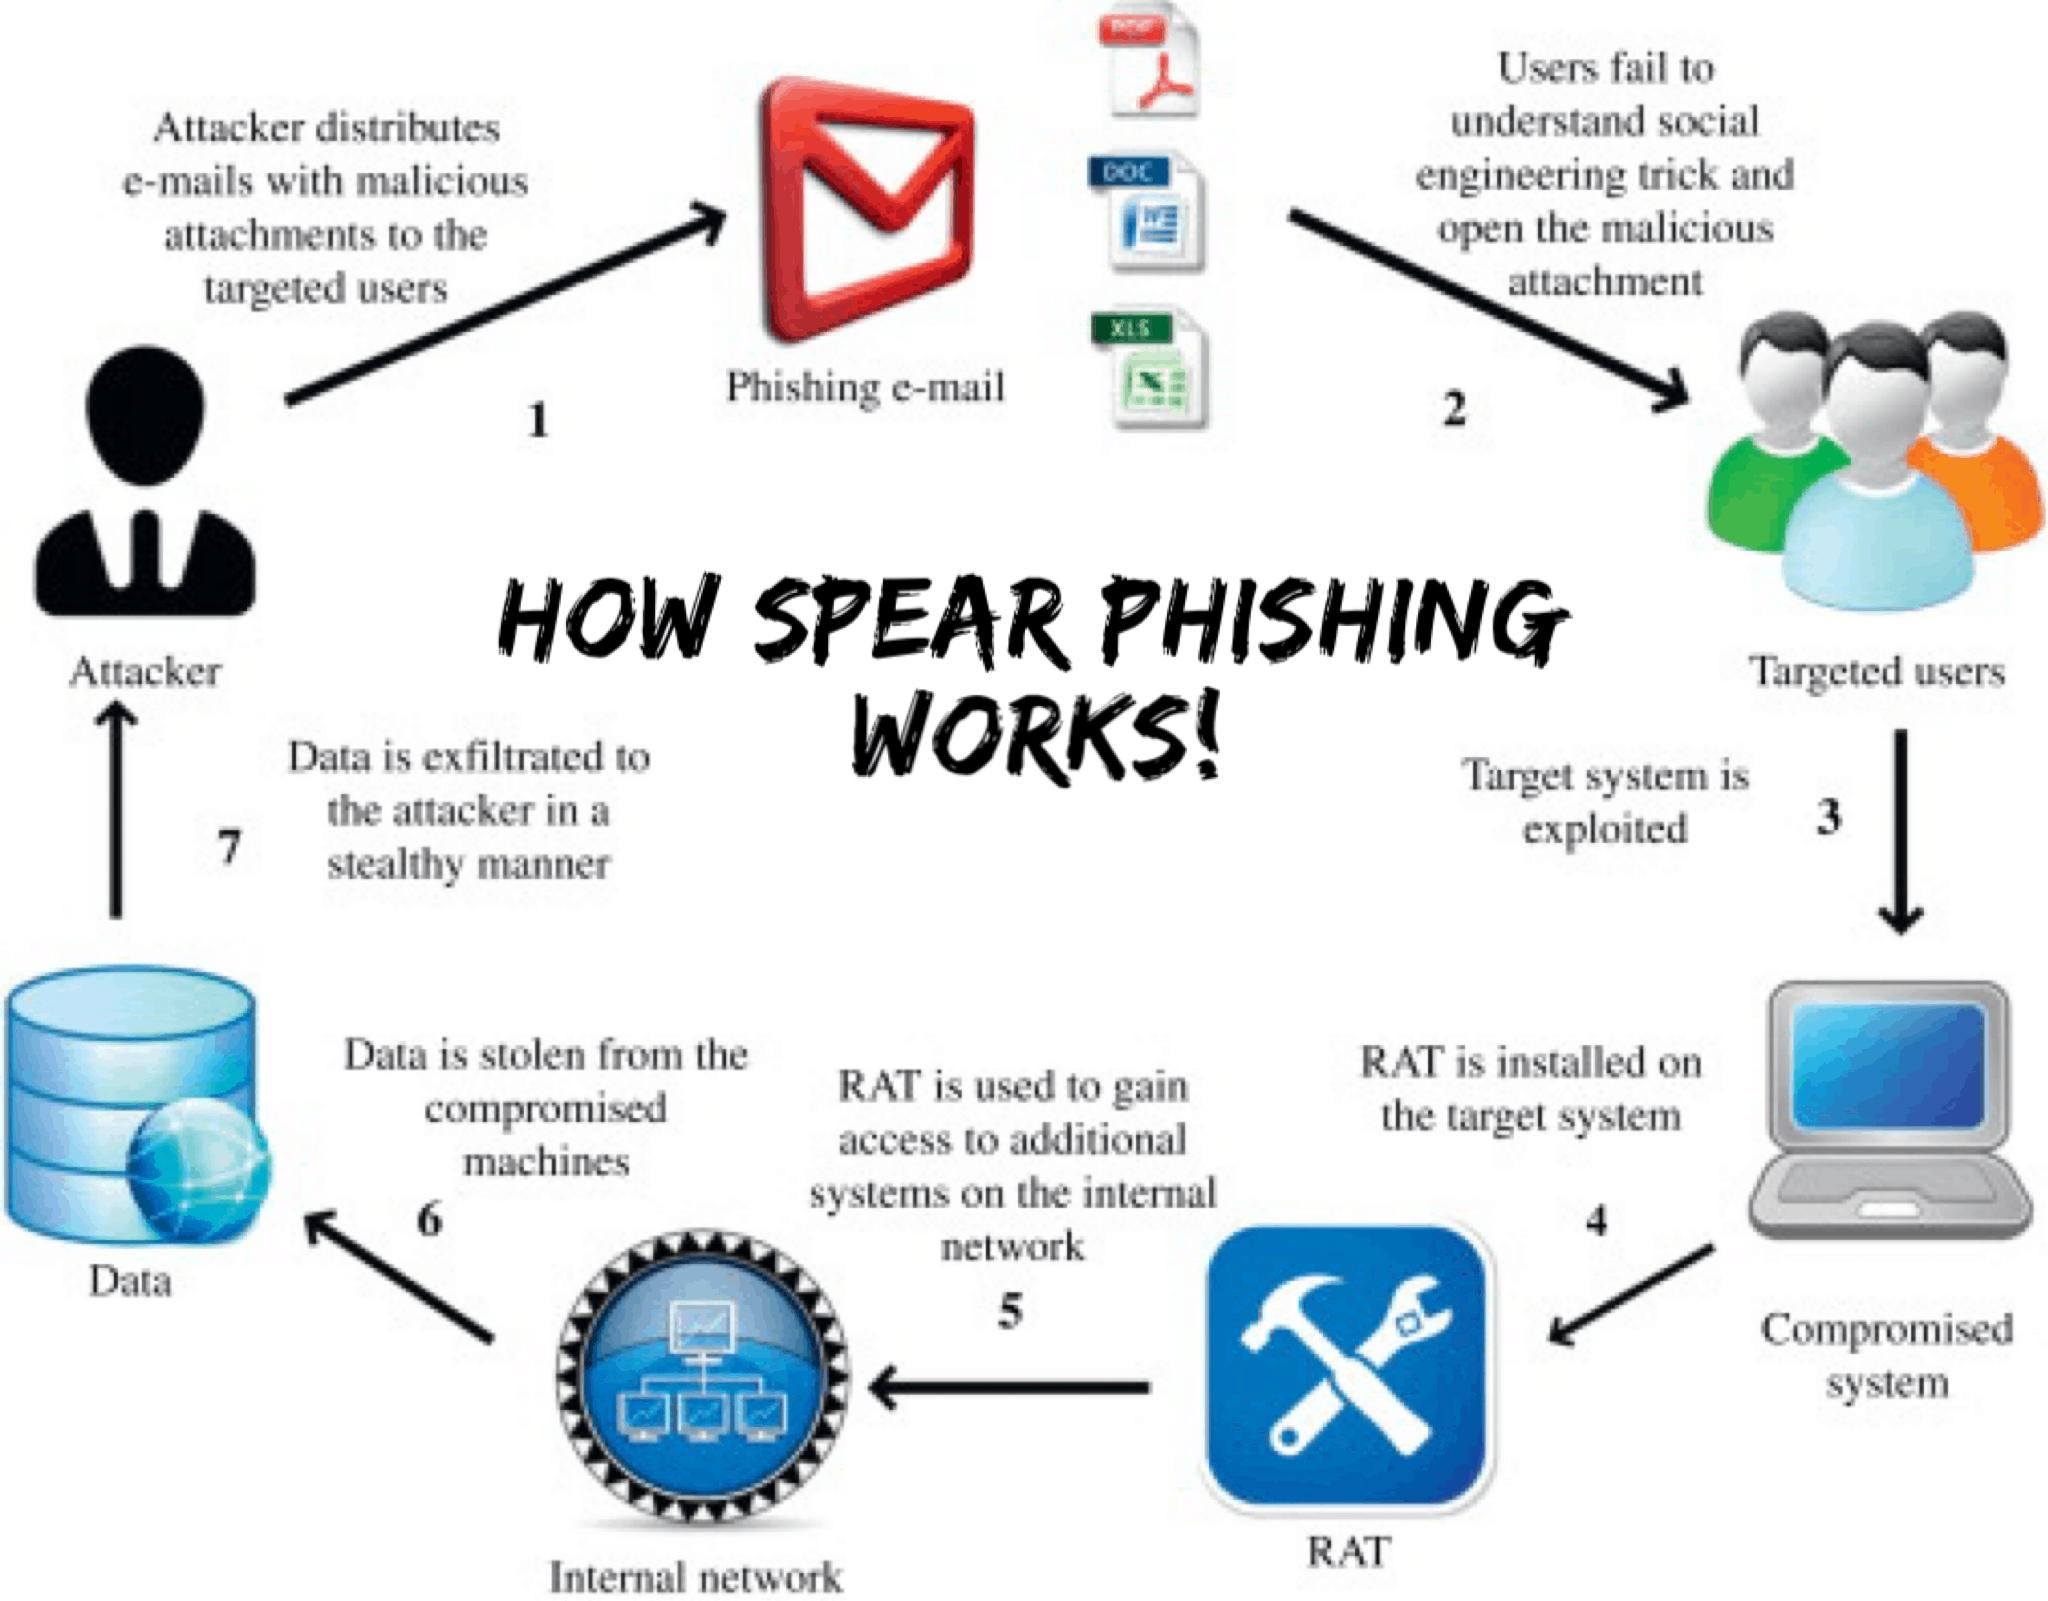 Attacker distributes
e-mails with malicious
attachments to the
targeted users
1
Attacker
Phishing e-mail
PDF
DOC
XLS
Users fail to
understand social
engineering trick and
open the malicious
attachment
2
Targeted users
HOW SPEAR PHISHING
WORKS!
Target system is
exploited
3
Compromised
system
RAT is installed on
the target system
4
RAT
RAT is used to gain
access to additional
systems on the internal
network
5
Internal network
Data is stolen from the
compromised
machines
6
Data
Data is exfiltrated to
the attacker in a
stealthy manner
7